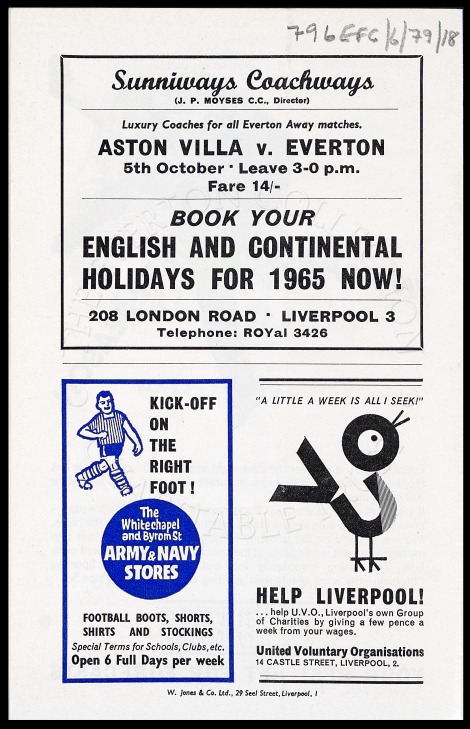 796EFC/6/79/18
Sunniways Coachways
(J. P. MOYSES C.C., Director)
Luxury Coaches for all Everton Away matches.
ASTON VILLA v. EVERTON
5th October · Leave 3-0 p.m.
Fare 14/-
BOOK YOUR
ENGLISH AND CONTINENTAL
HOLIDAYS FOR 1965 NOW!
208 LONDON ROAD · LIVERPOOL 3
Telephone: ROYal 3426
KICK-OFF
ON
THE
RIGHT
FOOT!
The
Whitechapel
and Byrom St
ARMY & NAVY
STORES
FOOTBALL BOOTS, SHORTS,
SHIRTS AND STOCKINGS
Special Terms for Schools, Clubs, etc.
Open 6 Full Days per week
"A LITTLE A WEEK IS ALL I SEEK!"
HELP LIVERPOOL!
. . . help U.V.O., Liverpool's own Group
of Charities by giving a few pence a
week from your wages.
United Voluntary Organisations
14 CASTLE STREET, LIVERPOOL, 2.
W. Jones & Co. Ltd., 29 Seel Street, Liverpool, 1